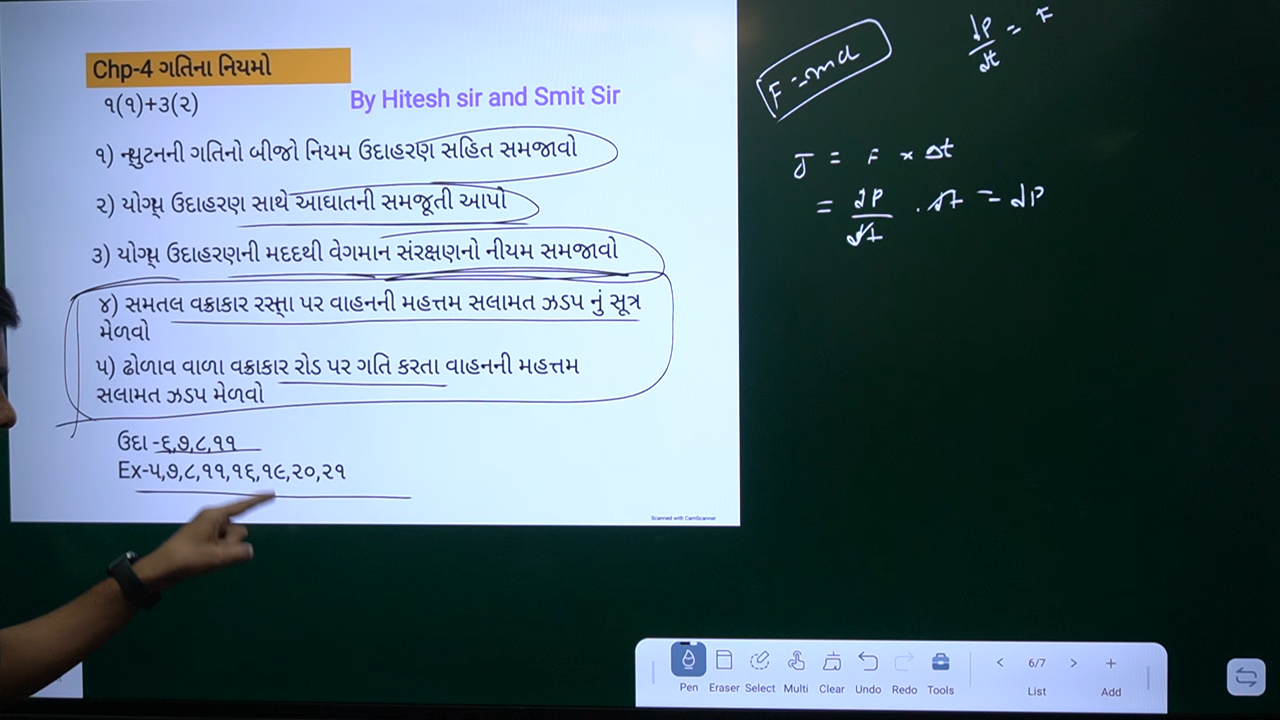 Chp-4 ગતિના નિયમો
૧(૧)+૩(૨)
By Hitesh sir and Smit Sir
૧) ન્યુટનની ગતિનો બીજો નિયમ ઉદાહરણ સહિત સમજાવો
૨) યોગ્ય ઉદાહરણ સાથે આઘાતની સમજૂતી આપો
૩) યોગ્ય ઉદાહરણની મદદથી વેગમાન સંરક્ષણનો નીયમ સમજાવો
૪) સમતલ વક્રાકાર રસ્તા પર વાહનની મહત્તમ સલામત ઝડપ નું સૂત્ર
મેળવો
૫) ઢોળાવ વાળા વક્રાકાર રોડ પર ગતિ કરતા વાહનની મહત્તમ
સલામત ઝડપ મેળવો
ઉદા -૬,૭,૮,૧૧
Ex-૫,૭,૮,૧૧,૧૬,૧૯,૨૦,૨૧
Scanned with CamScanner
F = ma
dP/dt = F
J = F × Δt
= dP/dt . dt = dP
Pen Eraser Select Multi Clear Undo Redo Tools < 6/7 > +
List Add